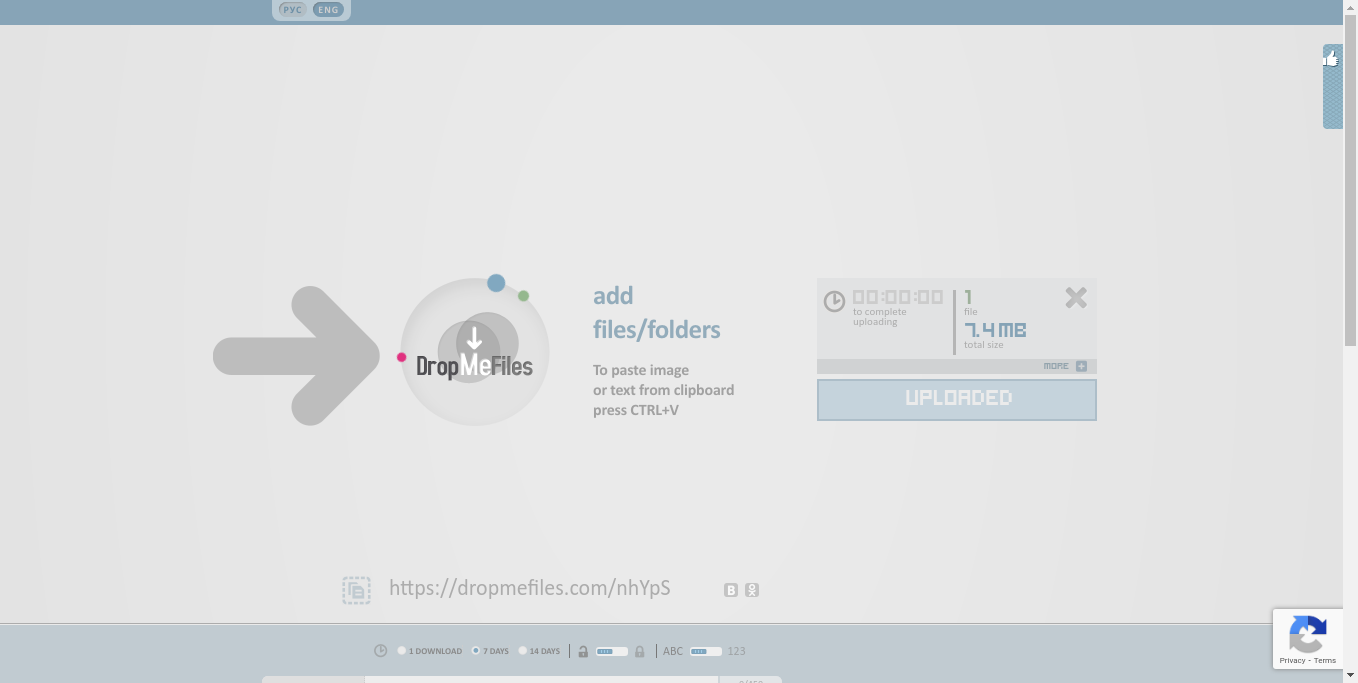 РУС ENG
DropMeFiles
add
files/folders
To paste image
or text from clipboard
press CTRL+V
00:00:00
to complete
uploading
1
file
7.4 MB
total size
MORE
UPLOADED
https://dropmefiles.com/nhYpS
1 DOWNLOAD 7 DAYS 14 DAYS ABC 123
Privacy - Terms